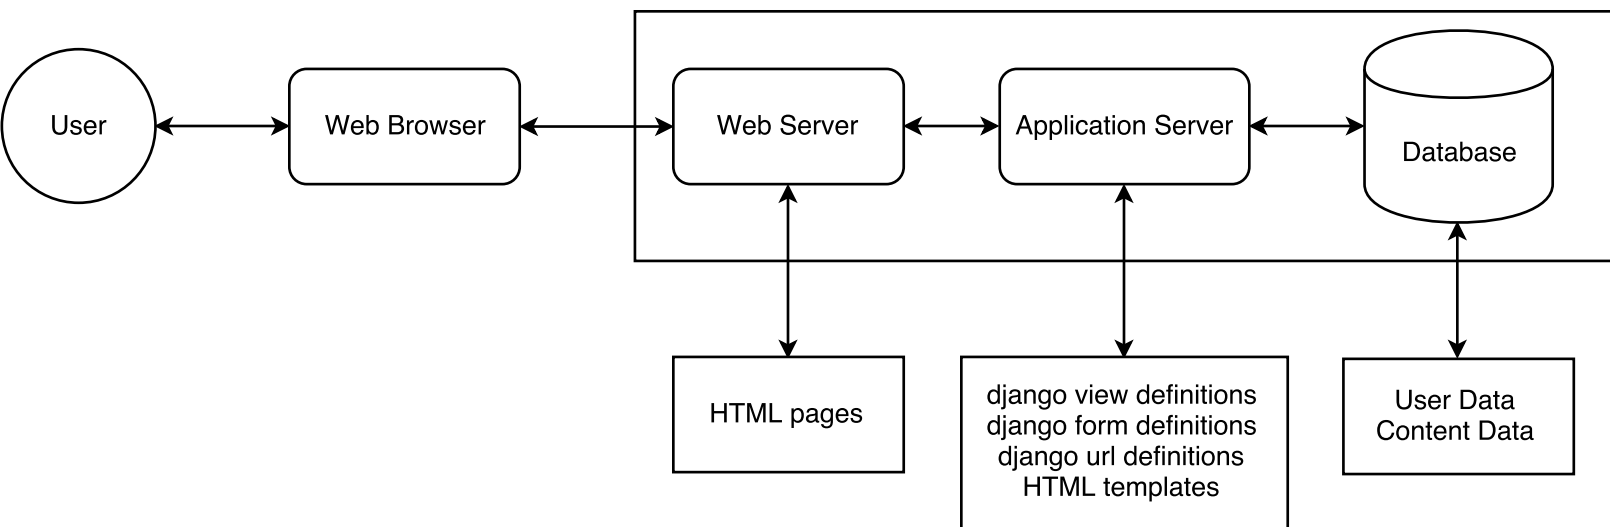 User
Web Browser
Web Server
Application Server
Database
HTML pages
django view definitions
django form definitions
django url definitions
HTML templates
User Data
Content Data